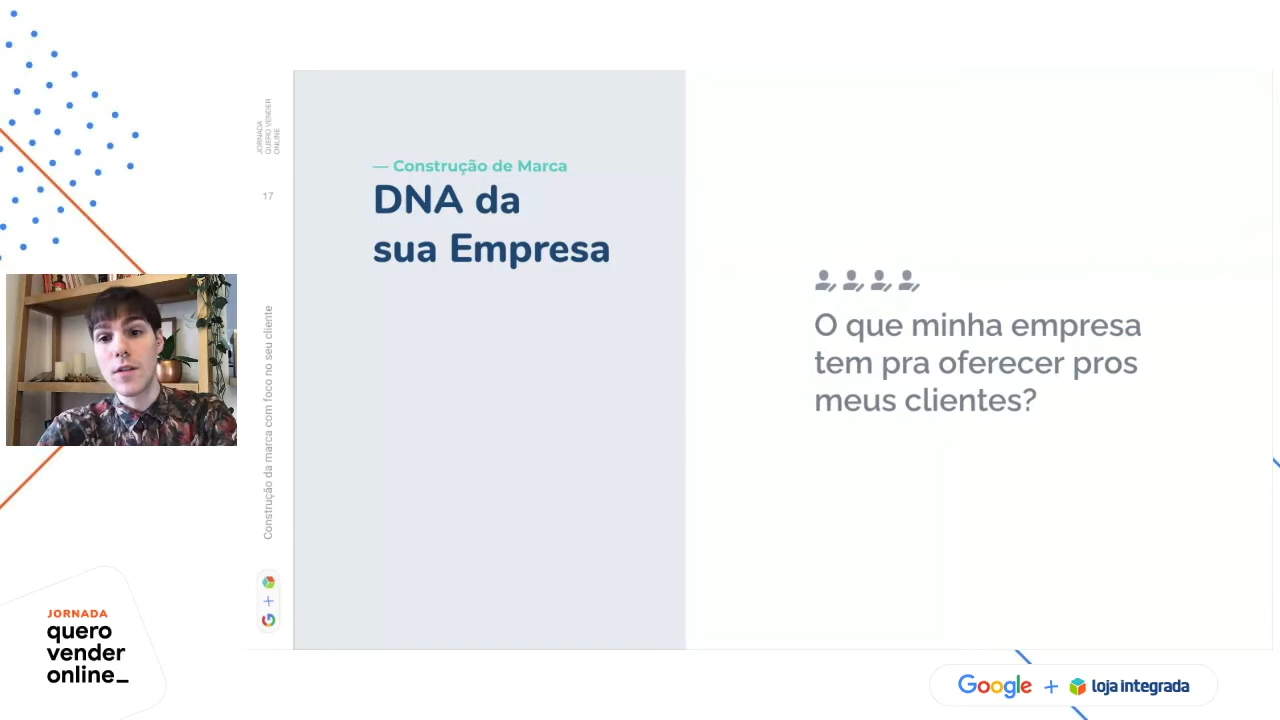 JORNADA
QUERO VENDER
ONLINE
17
Construção da marca com foco no seu cliente
— Construção de Marca
DNA da
sua Empresa
O que minha empresa
tem pra oferecer pros
meus clientes?
G +
JORNADA
quero
vender
online_
Google + loja integrada